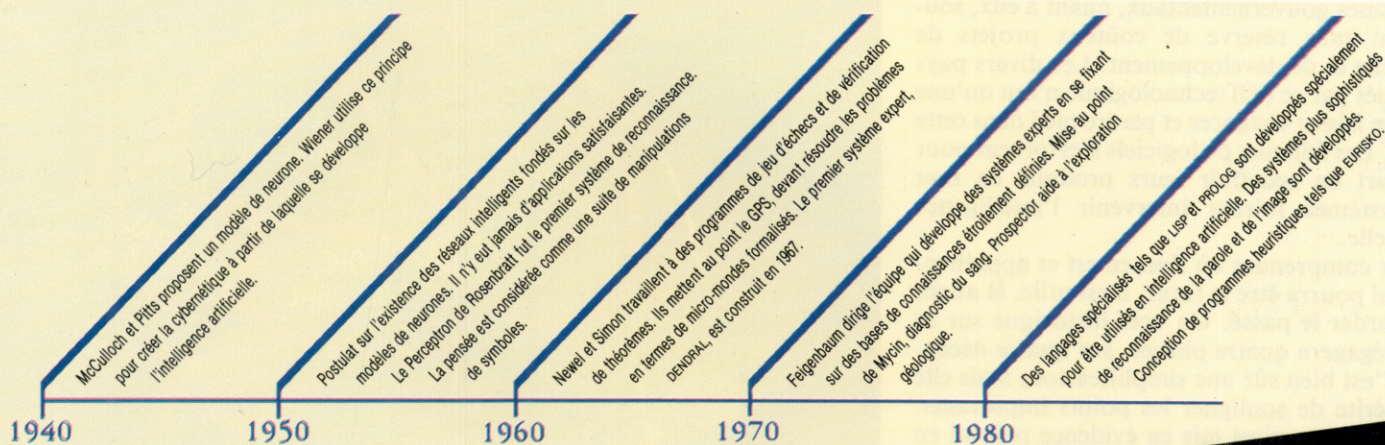 McCulloch et Pitts proposent un modèle de neurone. Wiener utilise ce principe
pour créer la cybernétique à partir de laquelle se développe
l'intelligence artificielle.
Postulat sur l'existence des réseaux intelligents fondés sur les
modèles de neurones. Il n'y eut jamais d'applications satisfaisantes.
Le Perceptron de Rosenbratt fut le premier système de reconnaissance.
La pensée est considérée comme une suite de manipulations
de symboles.
Newel et Simon travaillent à des programmes de jeu d'échecs et de vérification
de théorèmes. Ils mettent au point le GPS, devant résoudre les problèmes
en termes de micro-mondes formalisés. Le premier système expert,
DENDRAL, est construit en 1967.
Feigenbaum dirige l'équipe qui développe des systèmes experts en se fixant
sur des bases de connaissances étroitement définies. Mise au point
de Mycin, diagnostic du sang. Prospector aide à l'exploration
géologique.
Des langages spécialisés tels que LISP et PROLOG sont développés spécialement
pour être utilisés en Intelligence artificielle. Des systèmes plus sophistiqués
de reconnaissance de la parole et de l'image sont développés.
Conception de programmes heuristiques tels que EURISKO.
1940 1950 1960 1970 1980